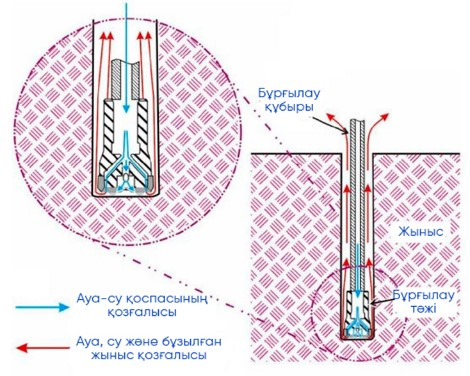 Бұрғылау
құбыры
Жыныс
Бұрғылау
тәжі
Ауа-су қоспасының
қозғалысы
Ауа, су және бұзылған
жыныс қозғалысы